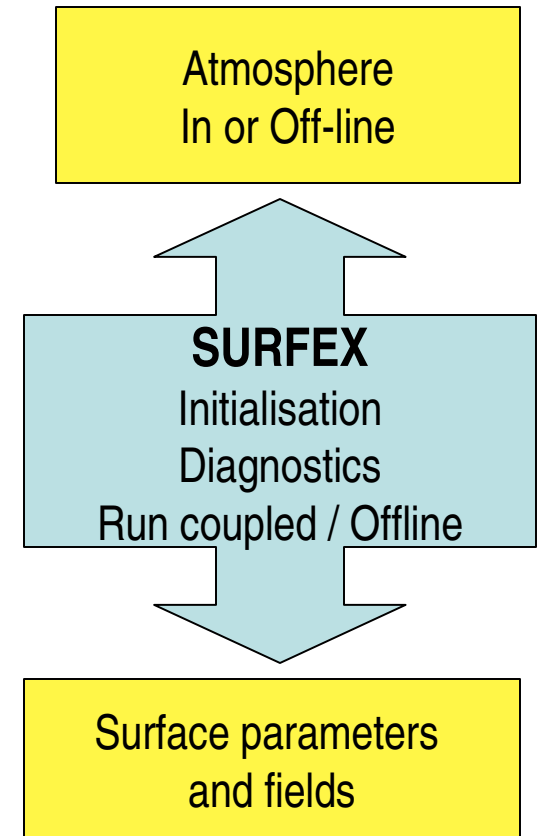 Atmosphere
In or Off-line
SURFEX
Initialisation
Diagnostics
Run coupled / Offline
Surface parameters
and fields